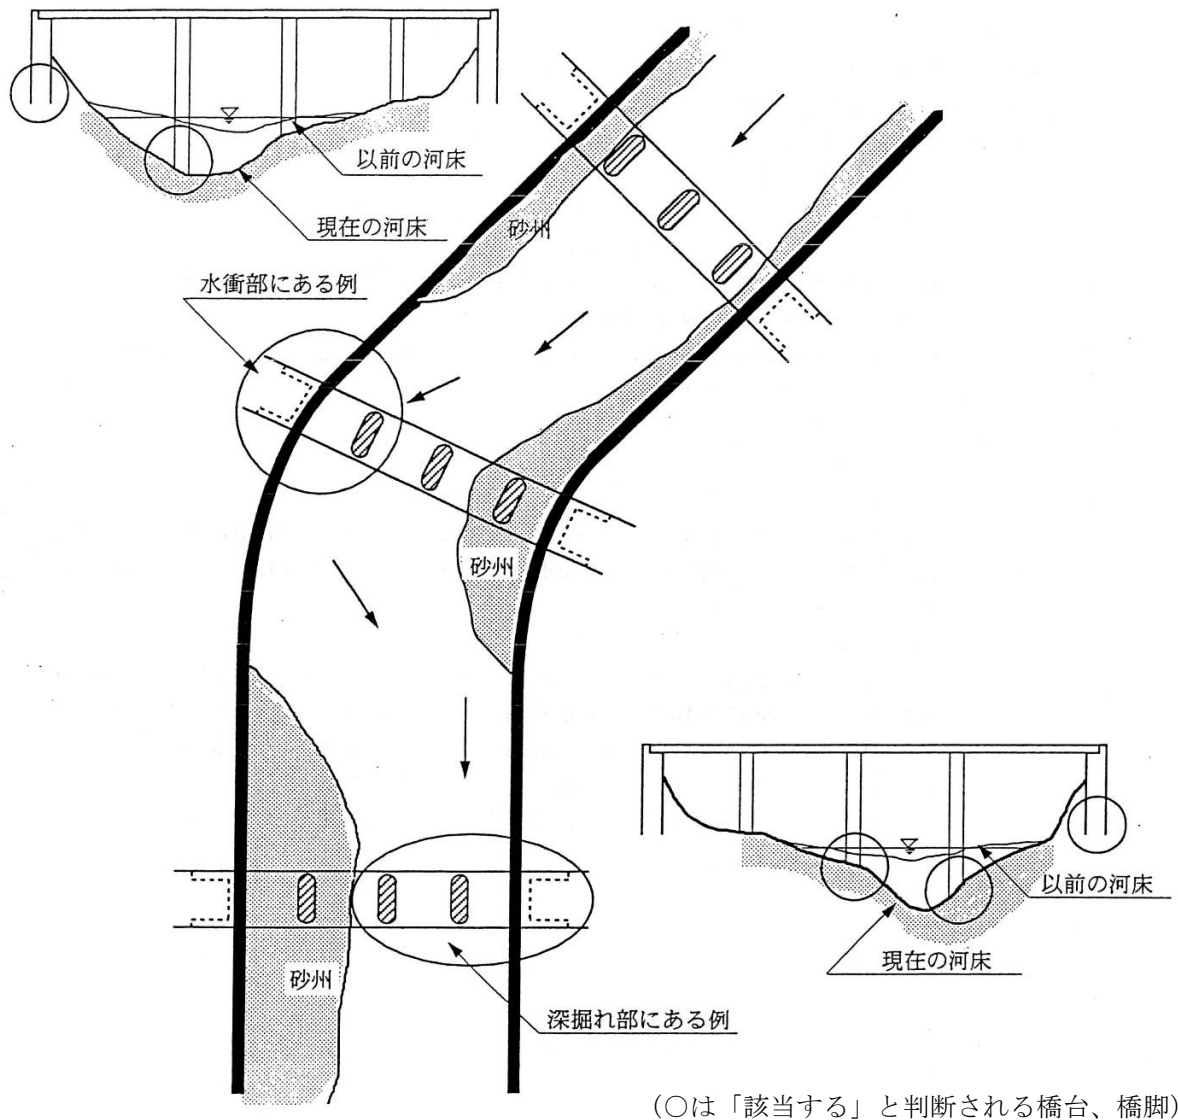 以前の河床
現在の河床
砂州
水衝部にある例
砂州
以前の河床
現在の河床
砂州
深掘れ部にある例
(○は「該当する」と判断される橋台、橋脚)